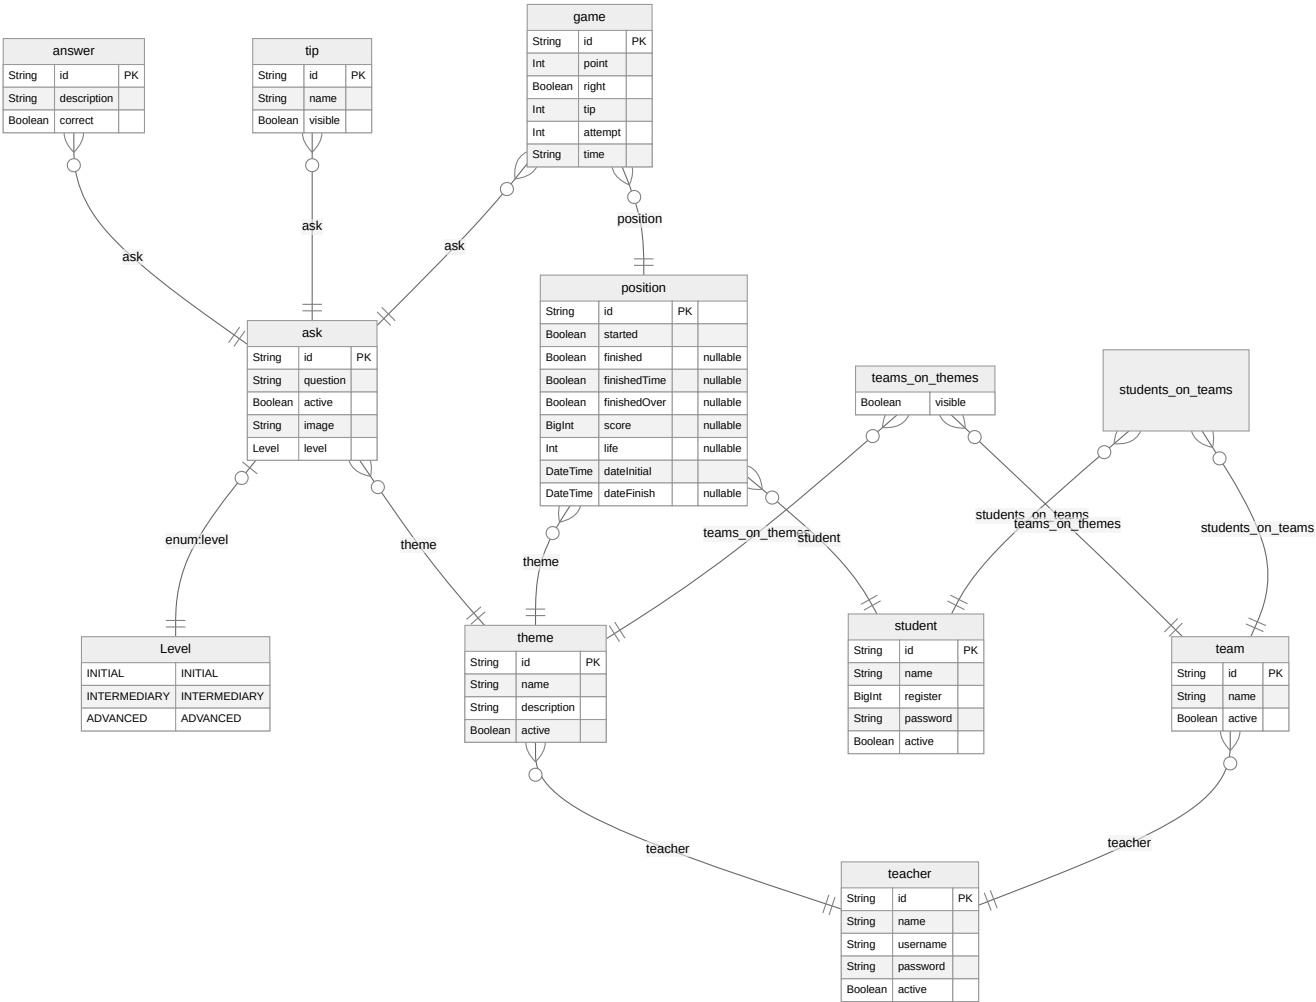 game
String id PK
Int point
Boolean right
Int tip
Int attempt
String time
answer
String id PK
String description
Boolean correct
tip
String id PK
String name
Boolean visible
ask
ask
ask
position
position
String id PK
Boolean started
Boolean finished nullable
Boolean finishedTime nullable
Boolean finishedOver nullable
BigInt score nullable
Int life nullable
DateTime dateInitial
DateTime dateFinish nullable
ask
String id PK
String question
Boolean active
String image
Level level
teams_on_themes
Boolean visible
students_on_teams
enum:level
theme
theme
teams_on_themes
student
students_on_teams
teams_on_themes
students_on_teams
Level
INITIAL INITIAL
INTERMEDIARY INTERMEDIARY
ADVANCED ADVANCED
theme
String id PK
String name
String description
Boolean active
student
String id PK
String name
BigInt register
String password
Boolean active
team
String id PK
String name
Boolean active
teacher
teacher
teacher
String id PK
String name
String username
String password
Boolean active